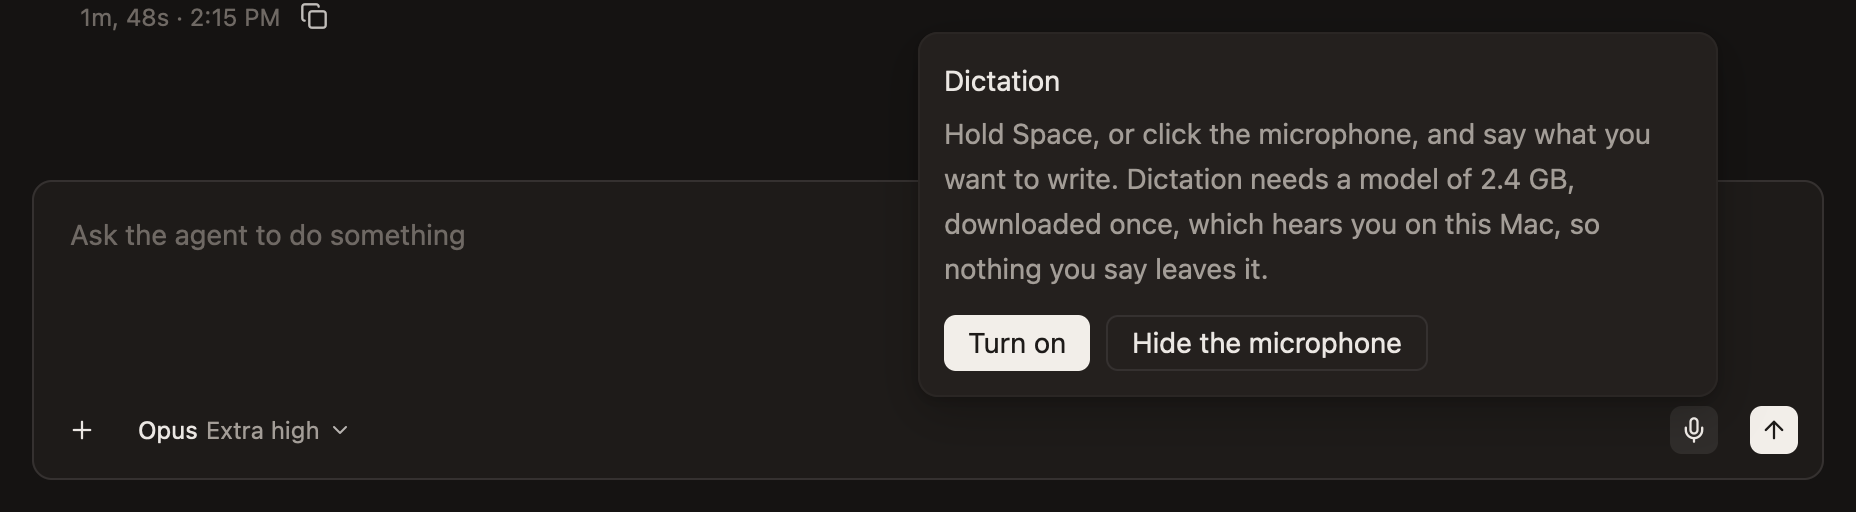 1m, 48s · 2:15 PM
Dictation
Hold Space, or click the microphone, and say what you
want to write. Dictation needs a model of 2.4 GB,
downloaded once, which hears you on this Mac, so
nothing you say leaves it.
Turn on
Hide the microphone
Ask the agent to do something
Opus Extra high